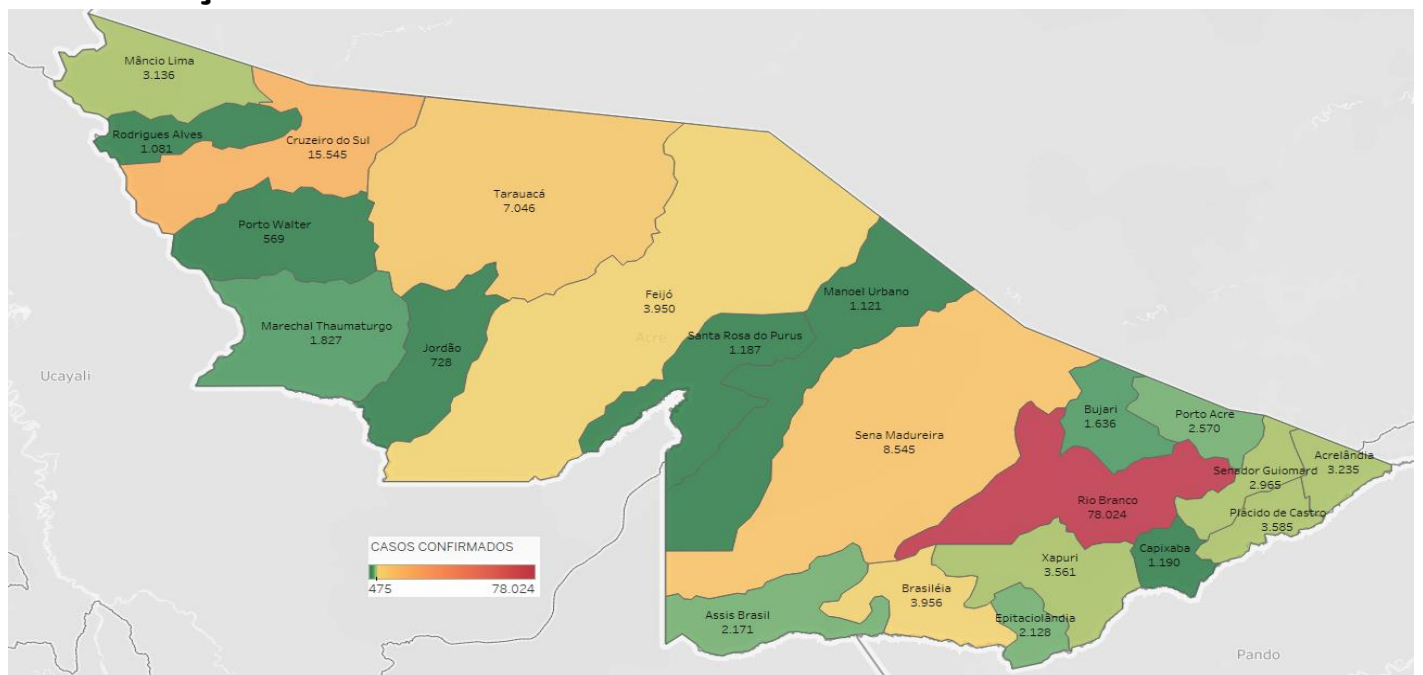 Mâncio Lima
3.136
Rodrigues Alves
1.081
Cruzeiro do Sul
15.545
Tarauacá
7.046
Porto Walter
569
Feijó
3.950
Manoel Urbano
1.121
Marechal Thaumaturgo
1.827
Jordão
728
Santa Rosa do Purus
1.187
Acre
Ucayali
Sena Madureira
8.545
Bujari
1.636
Porto Acre
2.570
Acrelândia
3.235
Senador Guiomard
2.965
Rio Branco
78.024
Plácido de Castro
3.585
Capixaba
1.190
Xapuri
3.561
Brasiléia
3.956
Assis Brasil
2.171
Epitaciolândia
2.128
Pando
CASOS CONFIRMADOS
475 78.024